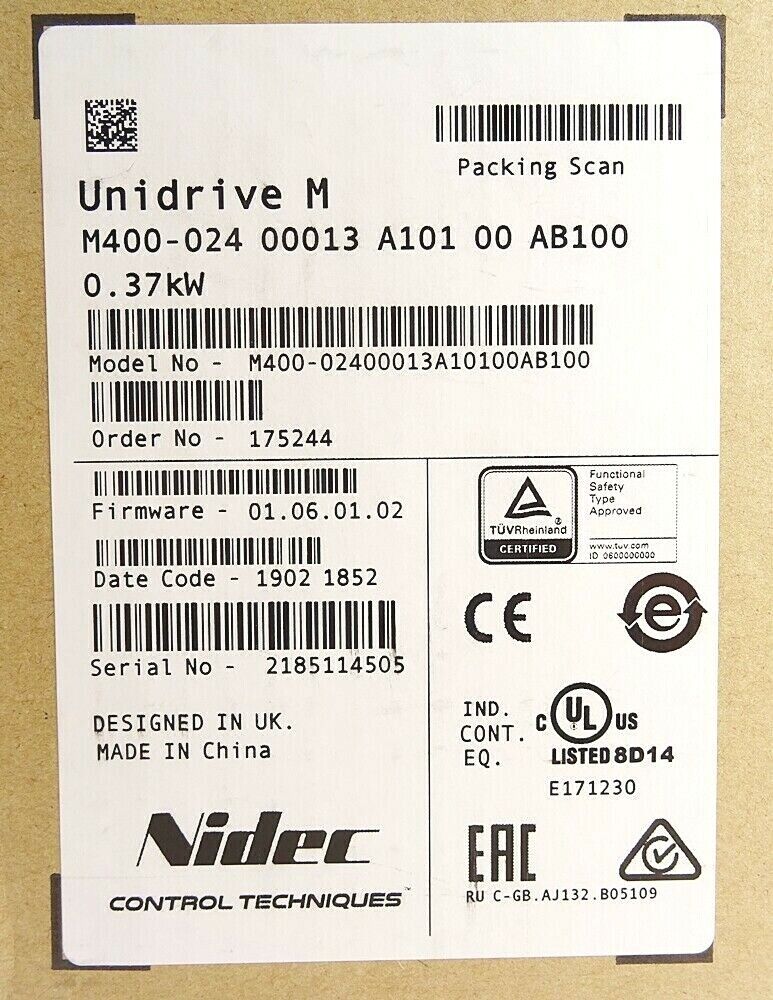 Packing Scan
Unidrive M
M400-024 00013 A101 00 AB100
0.37kW
Model No - M400-02400013A10100AB100
Order No - 175244
Firmware - 01.06.01.02
Date Code - 1902 1852
Serial No - 2185114505
DESIGNED IN UK.
MADE IN China
Nidec
CONTROL TECHNIQUES™
TÜVRheinland®
CERTIFIED
Functional
Safety
Type
Approved
www.tuv.com
ID 0600000000
CE
e
IND.
CONT.
EQ.
C UL US
LISTED 8D14
E171230
EAC
RU C-GB.AJ132.B05109